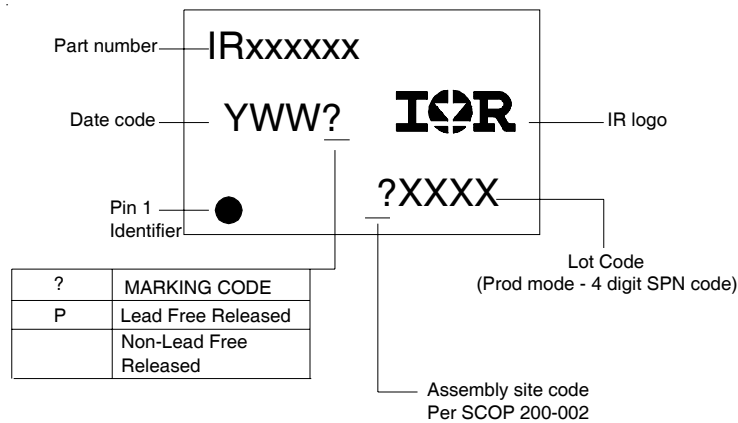 Part number
IRxxxxxx
Date code
YWW?
IOR
IR logo
?XXXX
Pin 1
Identifier
Lot Code
(Prod mode - 4 digit SPN code)
? MARKING CODE
P Lead Free Released
Non-Lead Free
Released
Assembly site code
Per SCOP 200-002